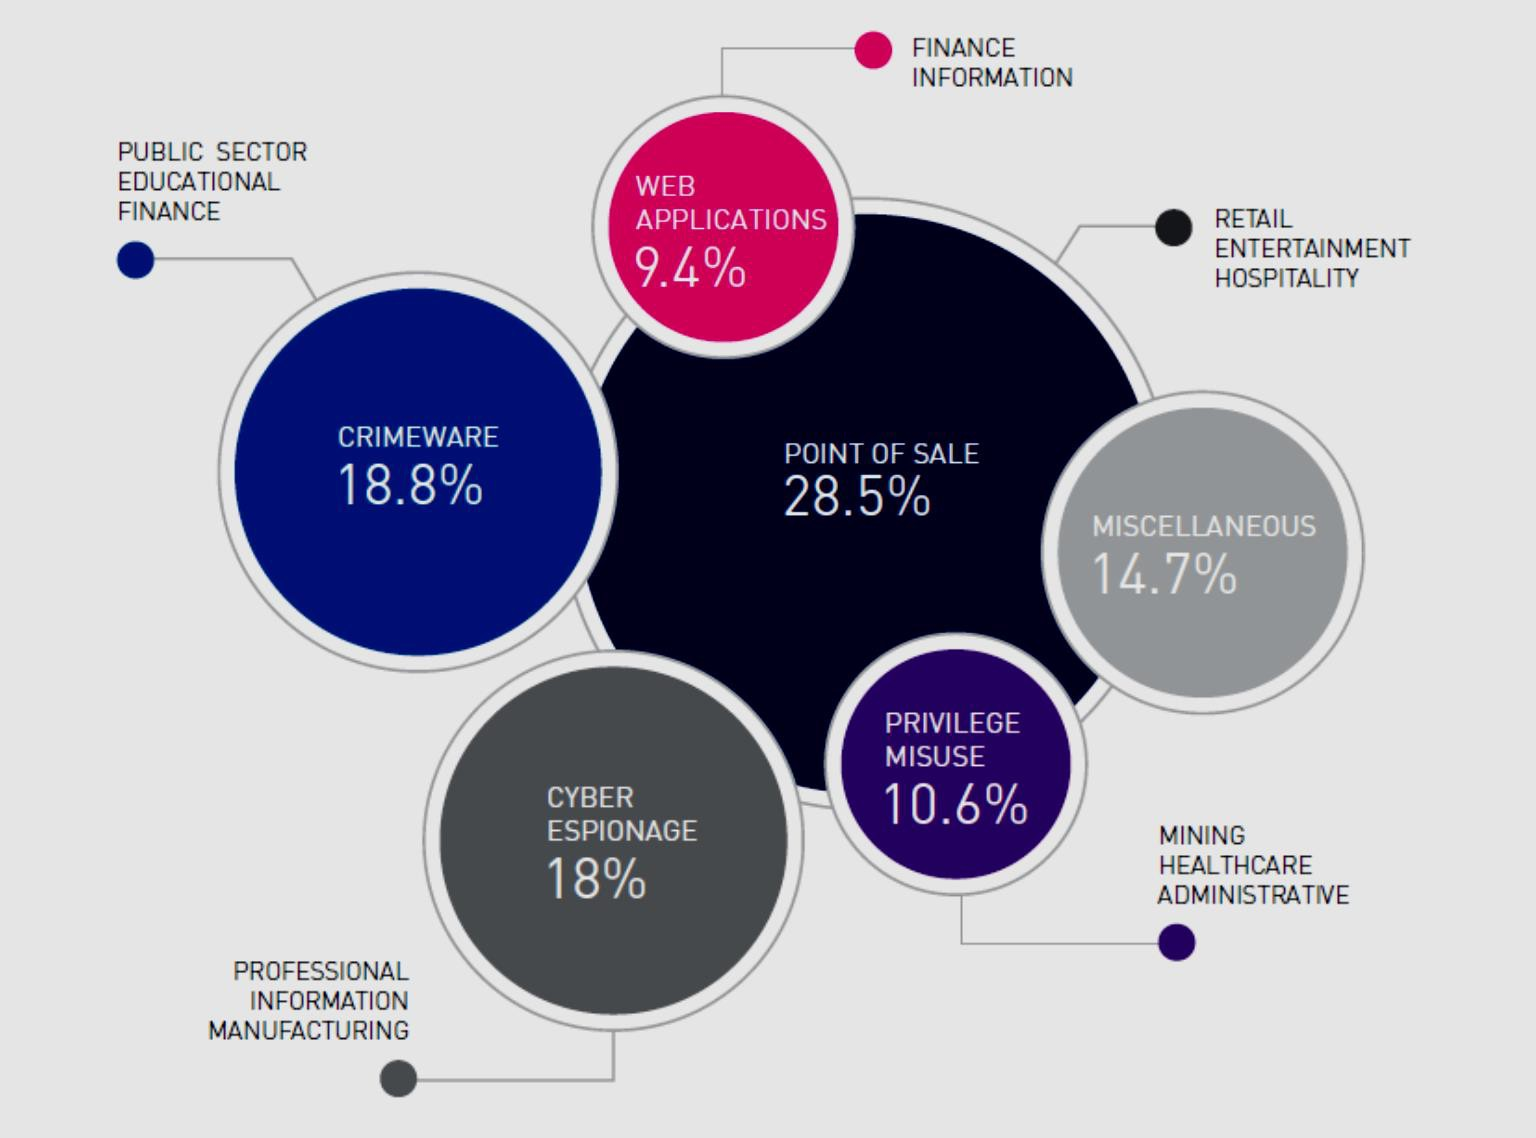 FINANCE
INFORMATION
PUBLIC SECTOR
EDUCATIONAL
FINANCE
WEB
APPLICATIONS
9.4%
RETAIL
ENTERTAINMENT
HOSPITALITY
CRIMEWARE
18.8%
POINT OF SALE
28.5%
MISCELLANEOUS
14.7%
PRIVILEGE
MISUSE
10.6%
CYBER
ESPIONAGE
18%
MINING
HEALTHCARE
ADMINISTRATIVE
PROFESSIONAL
INFORMATION
MANUFACTURING